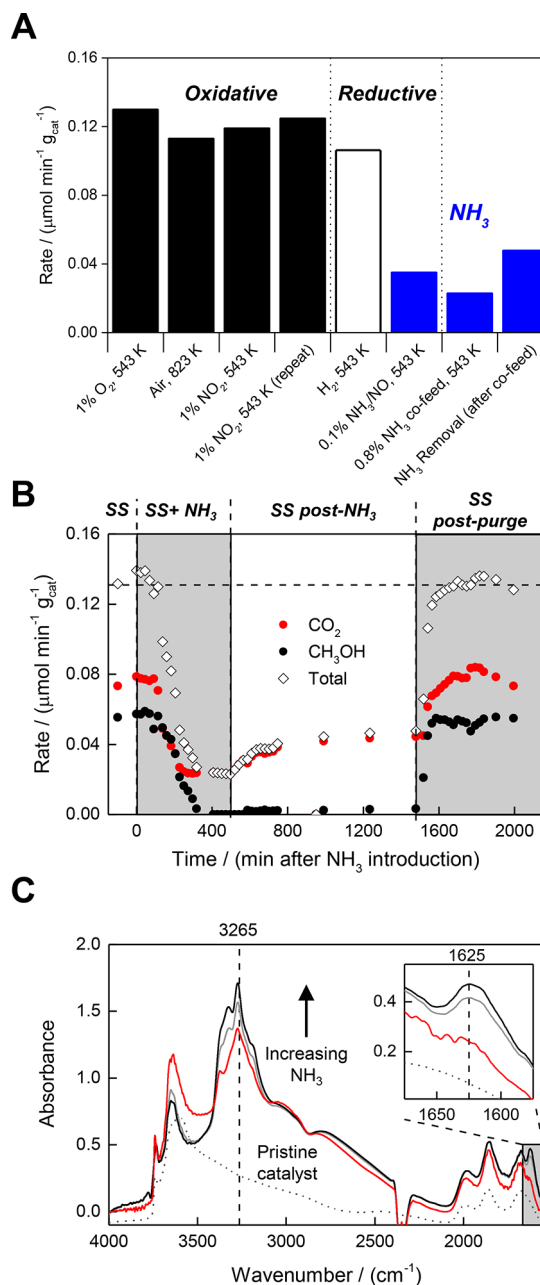 A
Rate / (μmol min⁻¹ g_cat⁻¹)
0.16
0.12
0.08
0.04
0.00
Oxidative
Reductive
NH₃
1% O₂, 543 K
Air, 823 K
1% NO₂, 543 K
1% NO₂, 543 K (repeat)
H₂, 543 K
0.1% NH₃/NO, 543 K
0.8% NH₃ co-feed, 543 K
NH₃ Removal (after co-feed)
B
SS
SS+ NH₃
SS post-NH₃
SS
post-purge
Rate / (μmol min⁻¹ g_cat⁻¹)
0.16
0.12
0.08
0.04
0.00
CO₂
CH₃OH
Total
0
400
800
1200
1600
2000
Time / (min after NH₃ introduction)
C
3265
1625
Absorbance
2.0
1.5
1.0
0.5
0.0
Increasing
NH₃
Pristine
catalyst
0.4
0.2
1650
1600
4000
3500
3000
2500
2000
Wavenumber / (cm⁻¹)